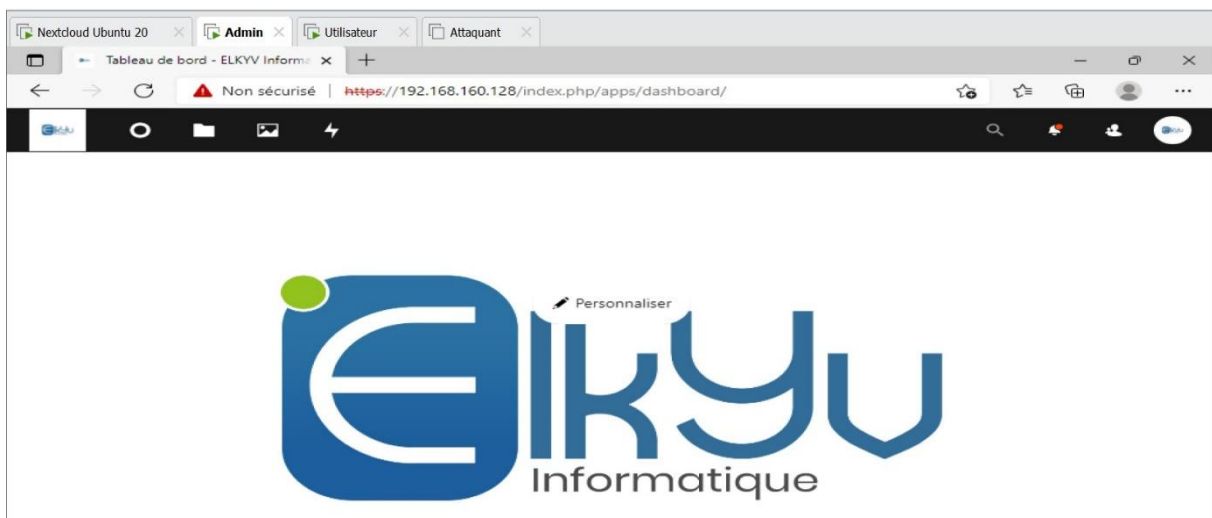 Nextcloud Ubuntu 20 Admin Utilisateur Attaquant
Tableau de bord - ELKYV Informa
Non sécurisé https://192.168.160.128/index.php/apps/dashboard/
Elkyv
Personnaliser
Elkyv
Informatique